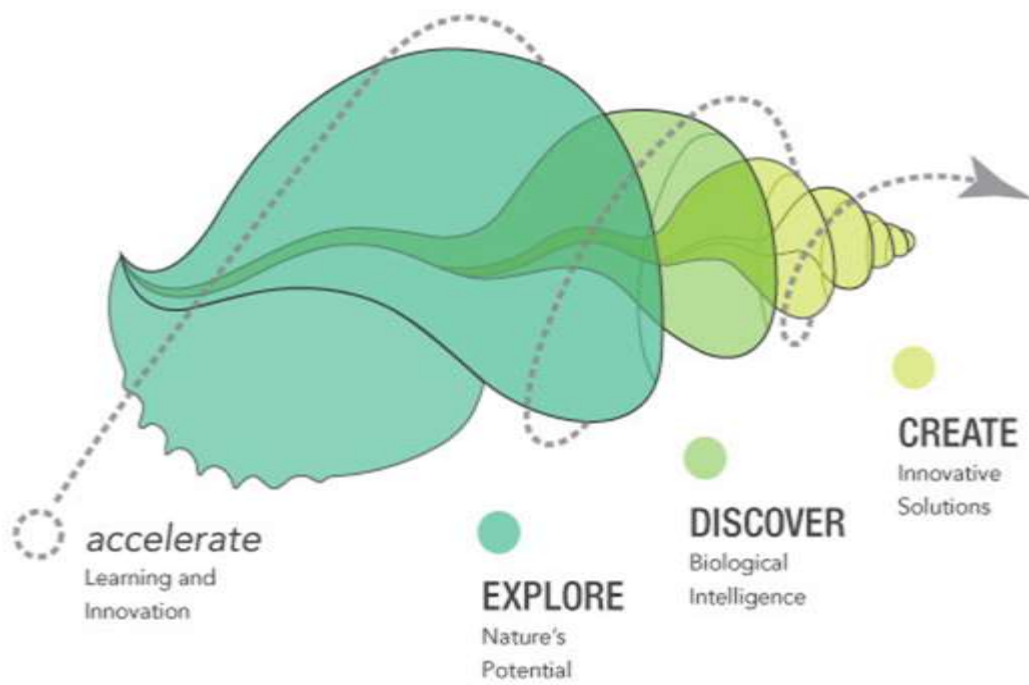 accelerate
Learning and
Innovation
EXPLORE
Nature's
Potential
DISCOVER
Biological
Intelligence
CREATE
Innovative
Solutions